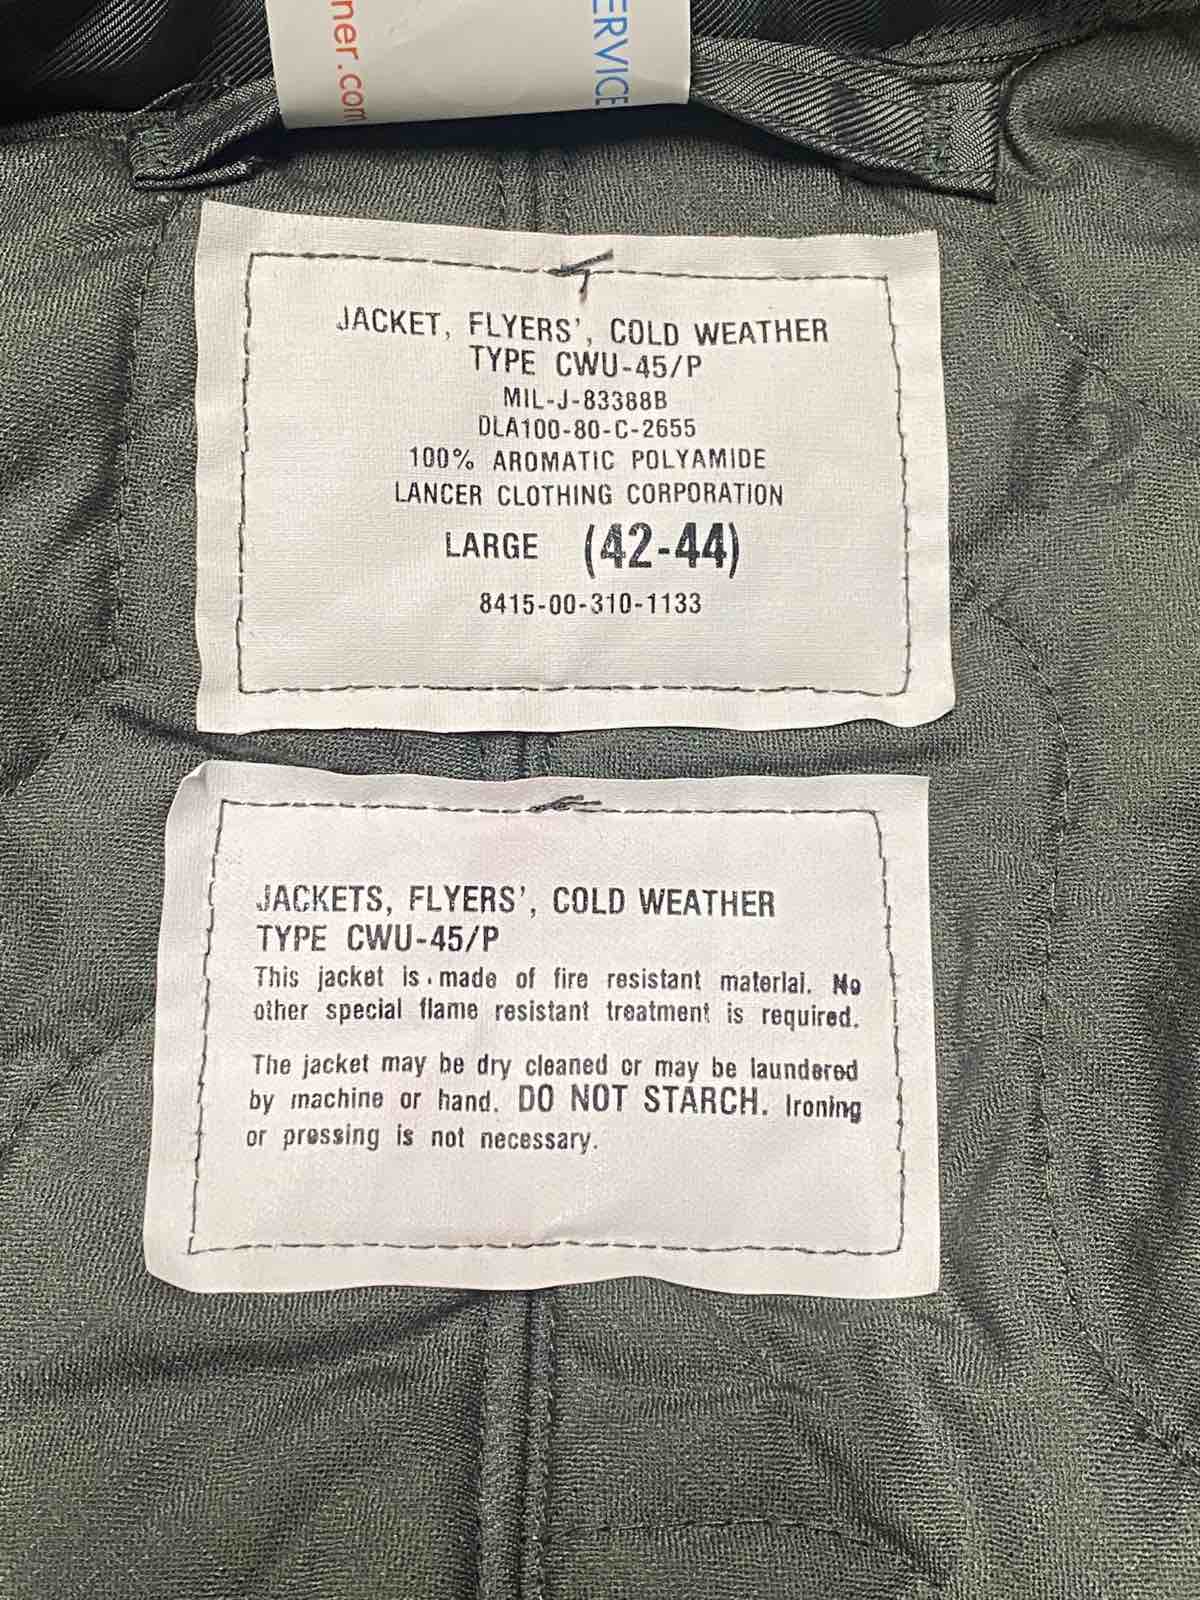 ner.com
SERVICE
JACKET, FLYERS', COLD WEATHER
TYPE CWU-45/P
MIL-J-83388B
DLA100-80-C-2655
100% AROMATIC POLYAMIDE
LANCER CLOTHING CORPORATION
LARGE (42-44)
8415-00-310-1133
JACKETS, FLYERS', COLD WEATHER
TYPE CWU-45/P
This jacket is made of fire resistant material. No
other special flame resistant treatment is required.
The jacket may be dry cleaned or may be laundered
by machine or hand. DO NOT STARCH. Ironing
or pressing is not necessary.